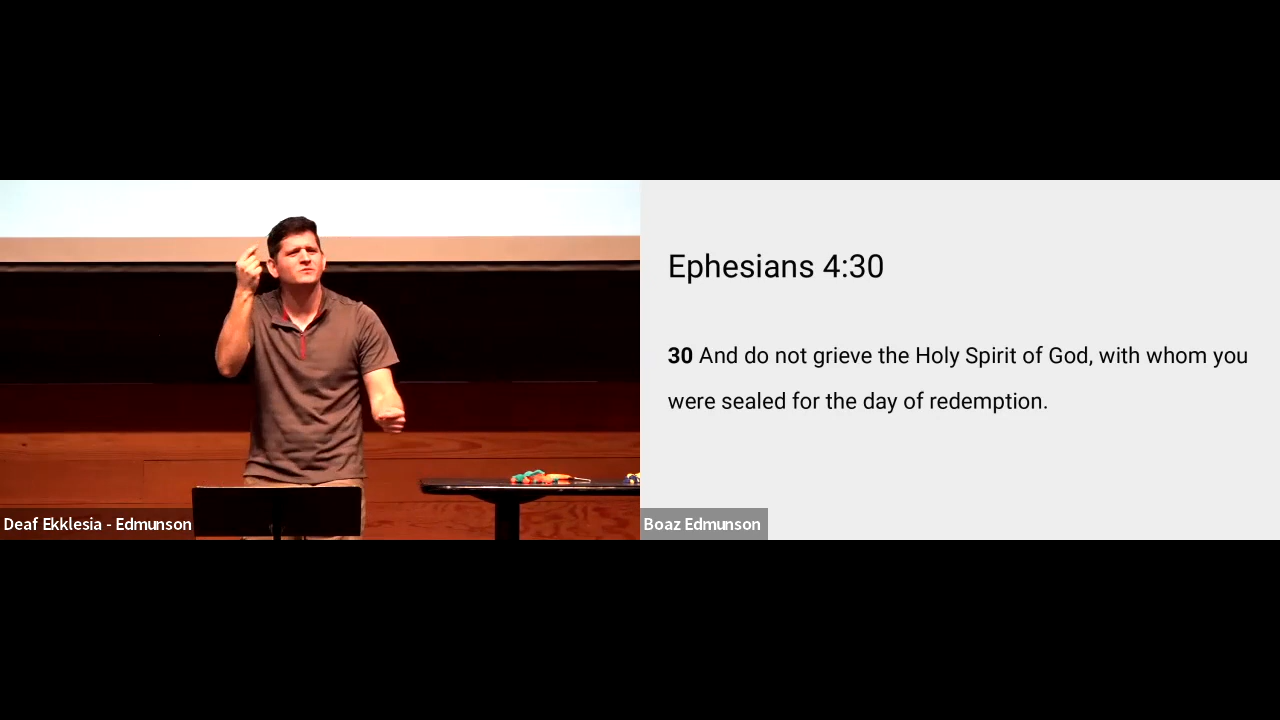 Ephesians 4:30
30 And do not grieve the Holy Spirit of God, with whom you
were sealed for the day of redemption.
Deaf Ekklesia - Edmunson
Boaz Edmunson